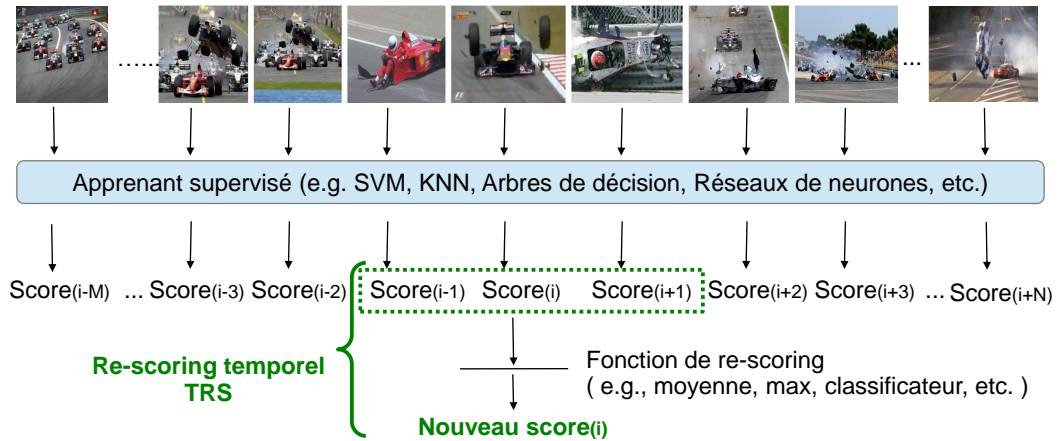 ......
...
Apprenant supervisé (e.g. SVM, KNN, Arbres de décision, Réseaux de neurones, etc.)
Score(i-M) ... Score(i-3) Score(i-2) Score(i-1) Score(i) Score(i+1) Score(i+2) Score(i+3) ... Score(i+N)
Re-scoring temporel
TRS
Fonction de re-scoring
( e.g., moyenne, max, classificateur, etc. )
Nouveau score(i)